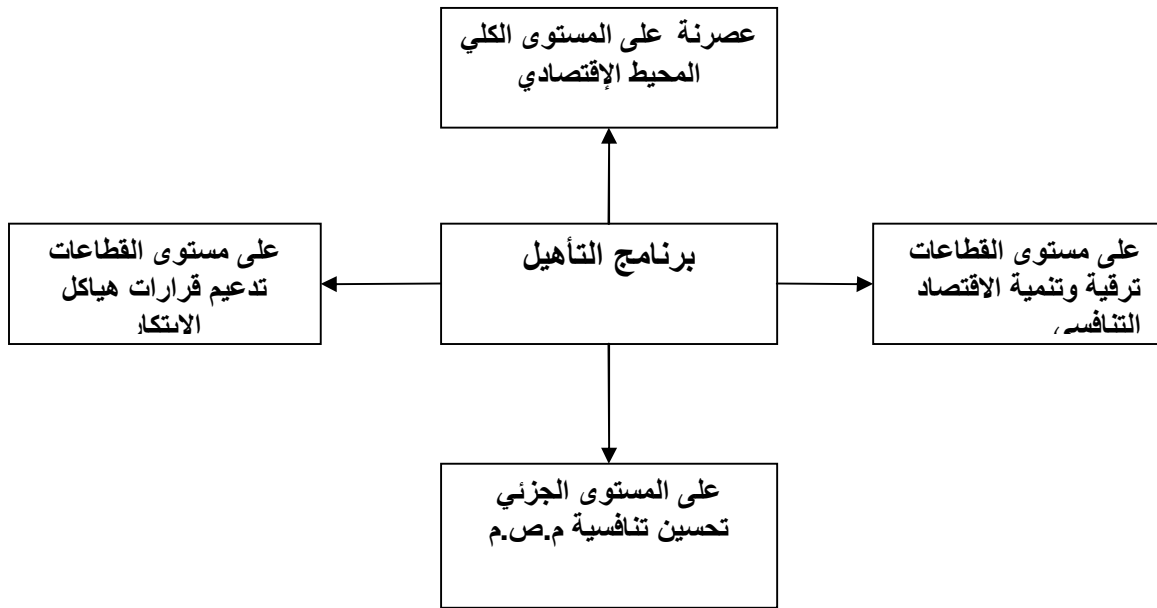 عصرنة على المستوى الكلي
المحيط الإقتصادي
على مستوى القطاعات
ترقية وتنمية الاقتصاد
التنافسي
برنامج التأهيل
على مستوى القطاعات
تدعيم قرارات هياكل
الابتكار
على المستوى الجزئي
تحسين تنافسية م.ص.م